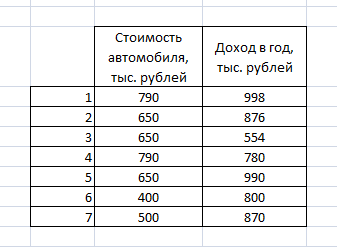 Стоимость автомобиля, тыс. рублей Доход в год, тыс. рублей
1 790 998
2 650 876
3 650 554
4 790 780
5 650 990
6 400 800
7 500 870